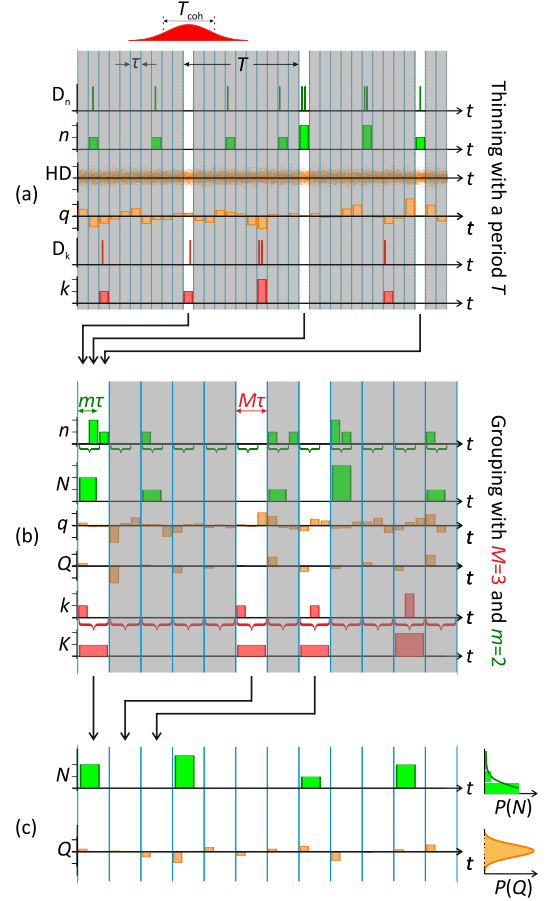 T_coh
τ
T
D_n
t
n
t
HD
t
(a)
q
t
D_k
t
k
t
Thinning with a period T
mτ
Mτ
n
t
N
t
q
t
(b)
Q
t
k
t
K
t
Grouping with M=3 and m=2
N
t
P(N)
(c)
Q
t
P(Q)